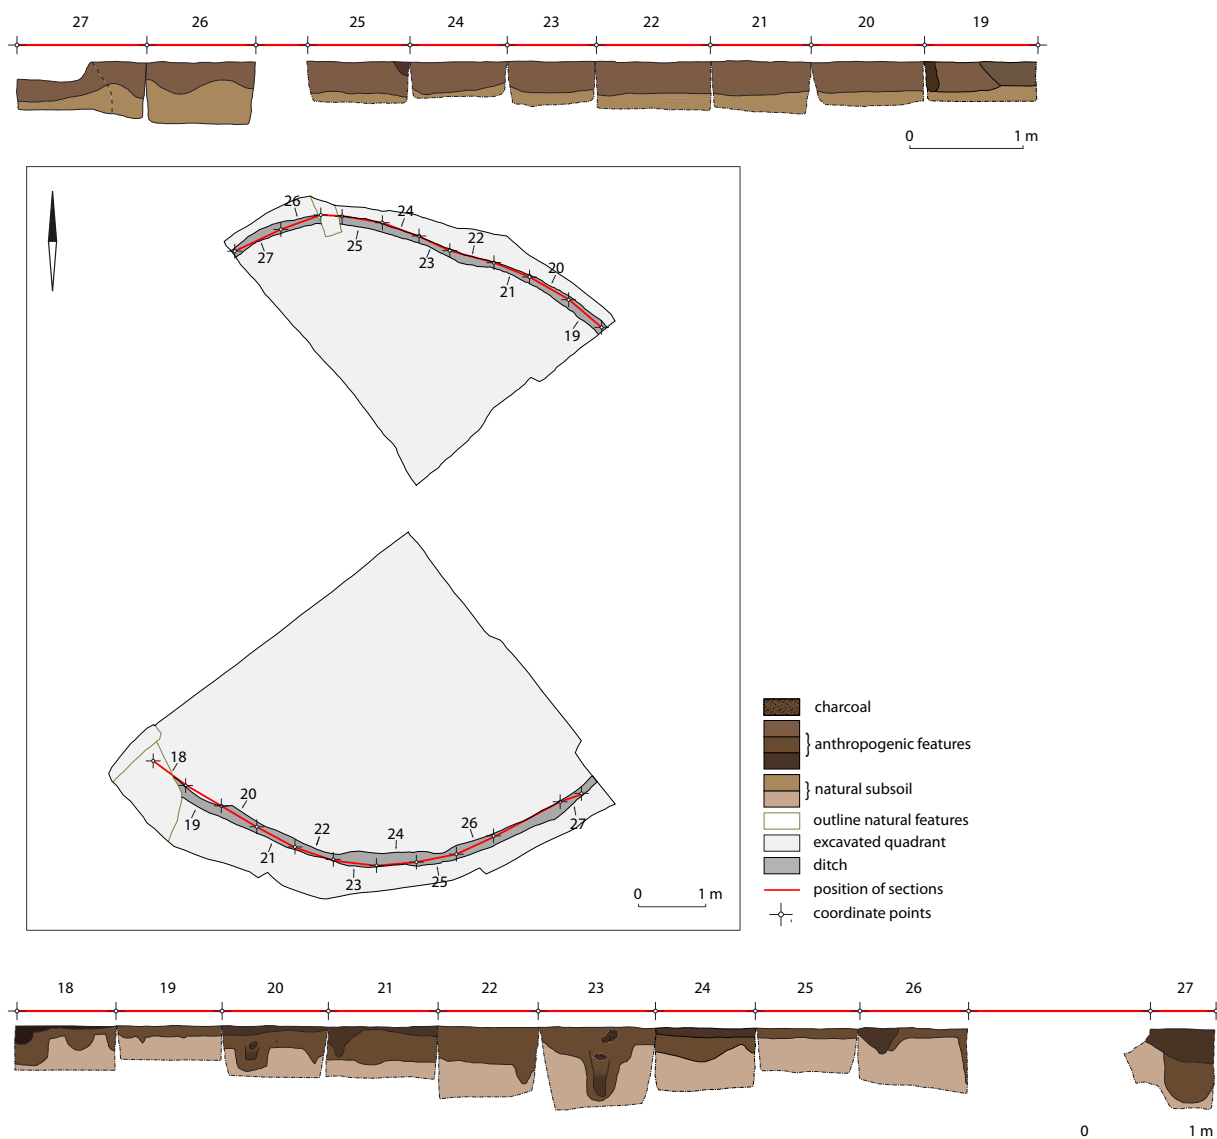 27 26 25 24 23 22 21 20 19
0 1 m
26
24
27
25
22
23
20
21
19
18
20
19
22
21
24
26
23
25
27
0 1 m
charcoal
anthropogenic features
natural subsoil
outline natural features
excavated quadrant
ditch
position of sections
coordinate points
18 19 20 21 22 23 24 25 26 27
0 1 m